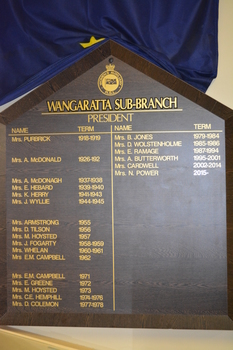 WANGARATTA SUB-BRANCH
PRESIDENT
NAME TERM
Mrs. PURBRICK 1918-1919
Mrs. A. McDONALD 1926-192
Mrs. A. McDONAGH 1937-1938
Mrs. E. HEBARD 1939-1940
Mrs. K. HERRY 1941-1943
Mrs. J. WYLLIE 1944-1945
Mrs. ARMSTRONG 1955
Mrs. D. TILSON 1956
Mrs. M. HOYSTED 1957
Mrs. J. FOGARTY 1958-1959
Mrs. WHELAN 1960-1961
Mrs. E.M. CAMPBELL 1962
Mrs. E.M. CAMPBELL 1971
Mrs. E. GREENE 1972
Mrs. M. HOYSTED 1973
Mrs. C.E. HEMPHILL 1974-1976
Mrs. D. COLEMON 1977-1978
NAME TERM
Mrs. B. JONES 1979-1984
Mrs. D. WOLSTENHOLME 1985-1986
Mrs. E. RAMAGE 1987-1994
Mrs. A. BUTTERWORTH 1995-2001
Mrs. CARDWELL 2002-2014
Mrs. N. POWER 2015-